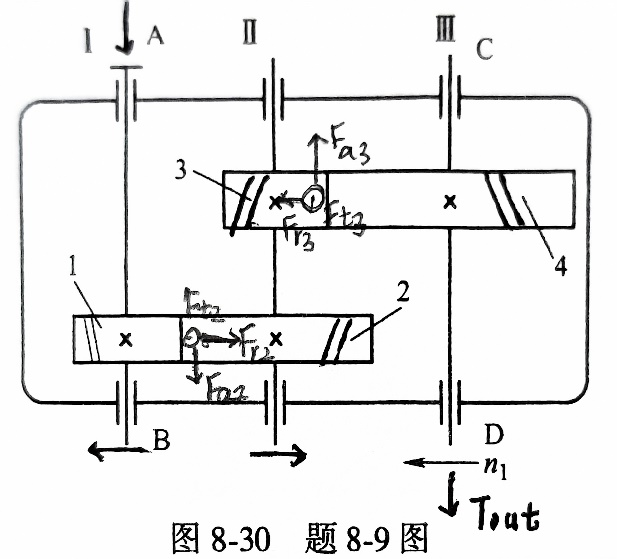 I A II III C
Fa3
3
Fr3 Ft3
4
1
Ft2 2
Fr2
Fa2
B D
n₁
Tout
图 8-30 题 8-9 图